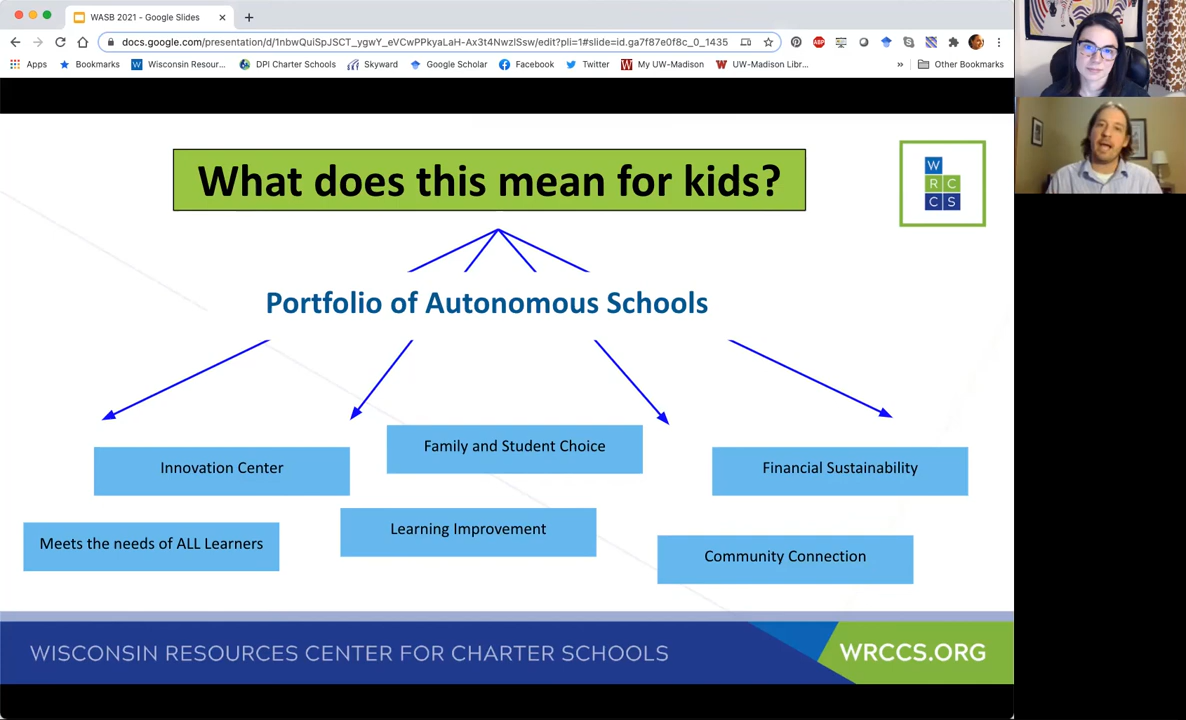 WASB 2021 - Google Slides
docs.google.com/presentation/d/1nbwQuiSpJSCT_ygwY_eVCwPPkyaLaH-Ax3t4NwzlSsw/edit?pli=1#slide=id.ga7f87e0f8c_0_1435
ABP
Apps
Bookmarks
Wisconsin Resour...
DPI Charter Schools
Skyward
Google Scholar
Facebook
Twitter
My UW-Madison
UW-Madison Libr...
»
Other Bookmarks
What does this mean for kids?
W
R C
C S
Portfolio of Autonomous Schools
Family and Student Choice
Innovation Center
Financial Sustainability
Learning Improvement
Meets the needs of ALL Learners
Community Connection
WISCONSIN RESOURCES CENTER FOR CHARTER SCHOOLS
WRCCS.ORG